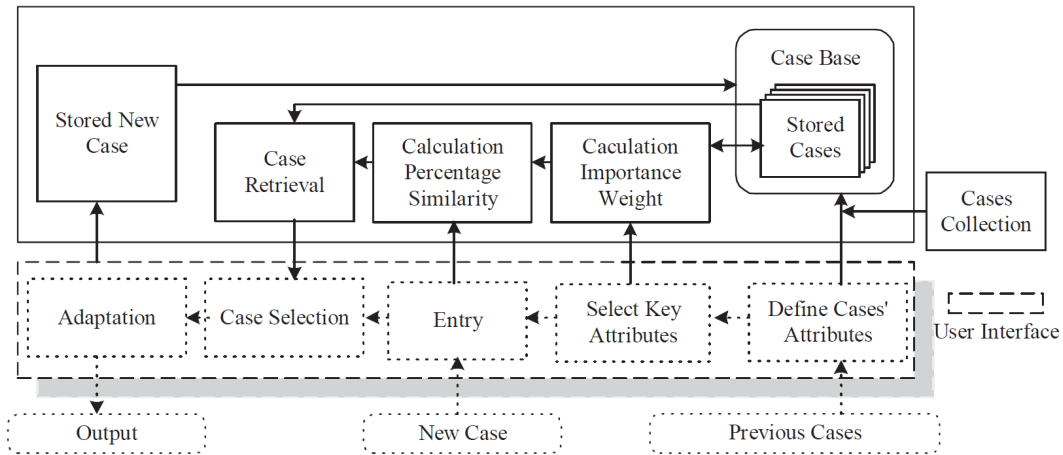 Case Base
Stored New
Case
Stored
Cases
Case
Retrieval
Calculation
Percentage
Similarity
Caculation
Importance
Weight
Cases
Collection
Adaptation
Case Selection
Entry
Select Key
Attributes
Define Cases'
Attributes
User Interface
Output
New Case
Previous Cases